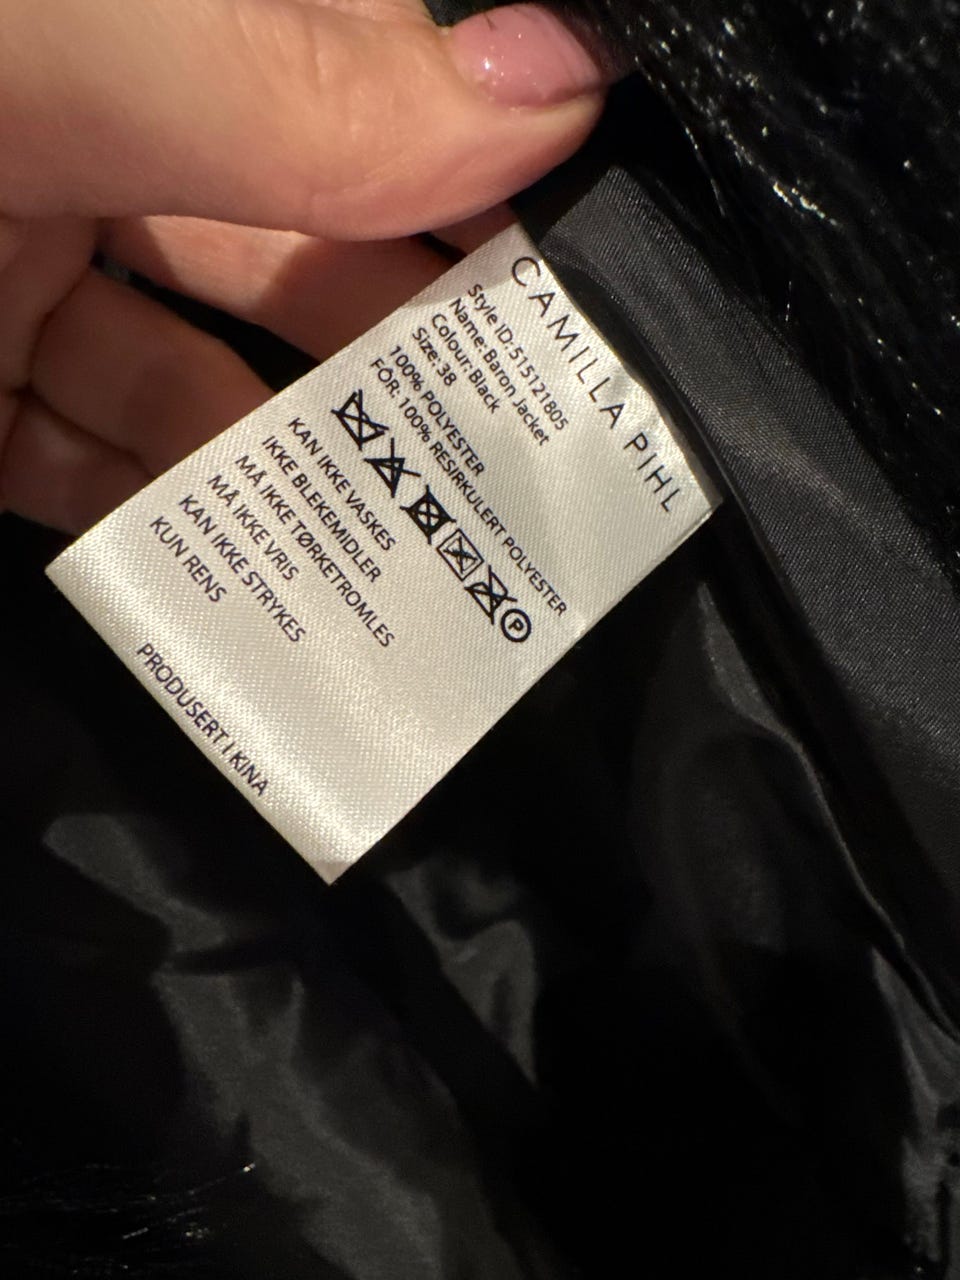 CAMILLA PIHL
Style ID: 515121805
Name: Baron Jacket
Colour: Black
Size: 38
100% POLYESTER
FÔR: 100% RESIRKULERT POLYESTER
P
KAN IKKE VASKES
IKKE BLEKEMIDLER
MÅ IKKE TØRKETROMLES
MÅ IKKE VRIS
KAN IKKE STRYKES
KUN RENS
PRODUSERT I KINA